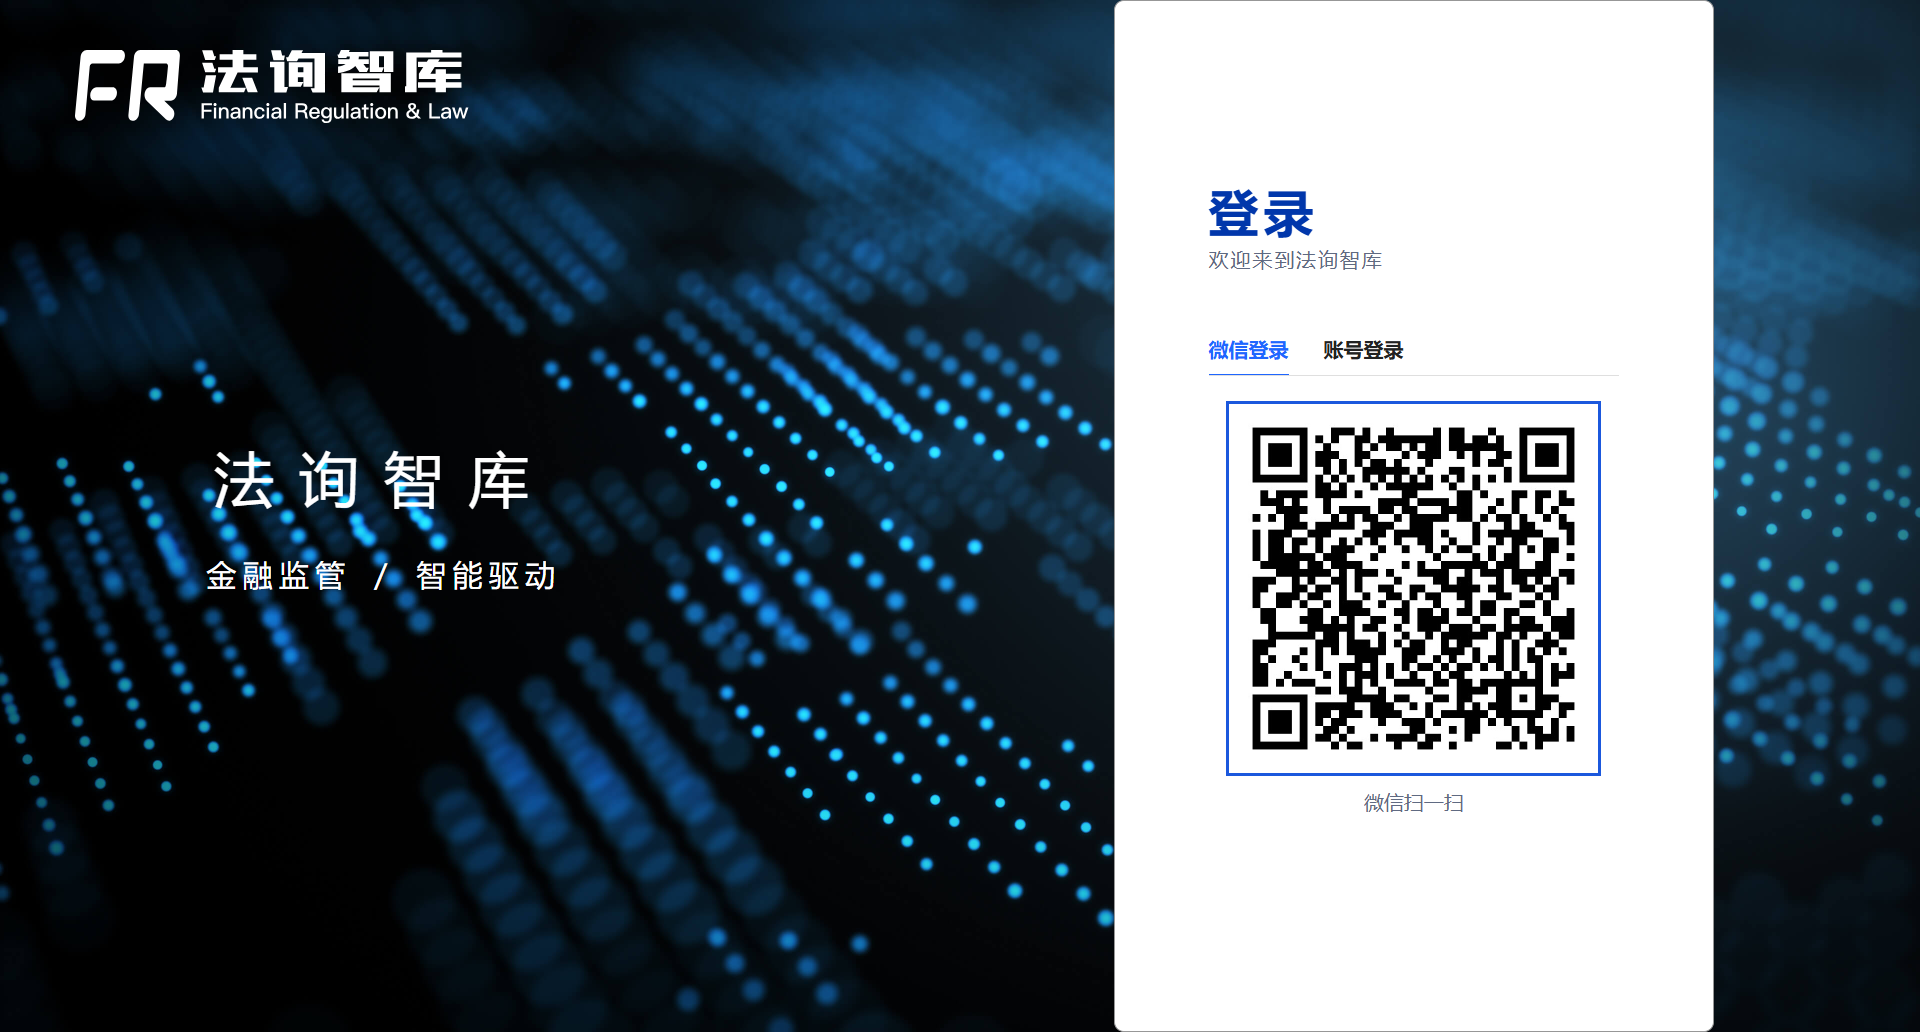 法询智库
Financial Regulation & Law
法询智库
金融监管 / 智能驱动
登录
欢迎来到法询智库
微信登录 账号登录
微信扫一扫